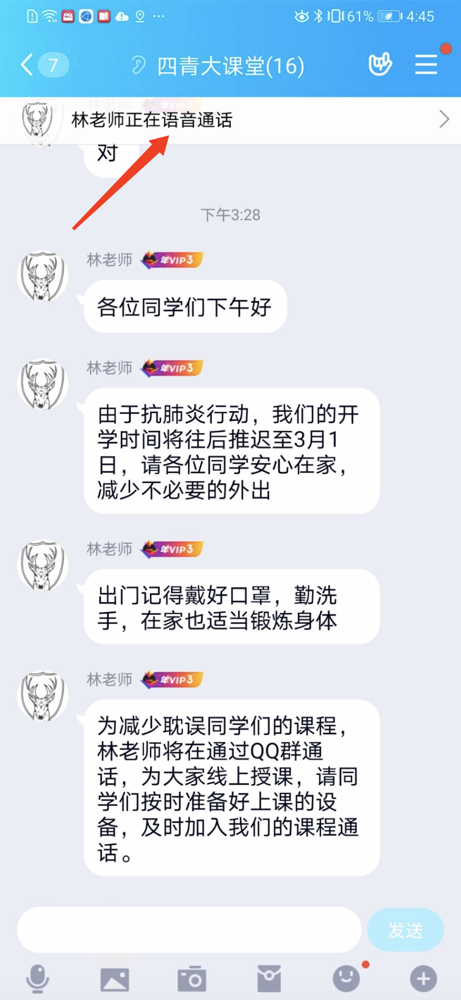 61% 4:45
7 四青大课堂(16)
林老师 年VIP3
林老师正在语音通话
对
下午3:28
林老师 年VIP3
各位同学们下午好
林老师 年VIP3
由于抗肺炎行动，我们的开
学时间将往后推迟至3月1
日，请各位同学安心在家，
减少不必要的外出
林老师 年VIP3
出门记得戴好口罩，勤洗
手，在家也适当锻炼身体
林老师 年VIP3
为减少耽误同学们的课程，
林老师将在通过QQ群通
话，为大家线上授课，请同
学们按时准备好上课的设
备，及时加入我们的课程通
话。
发送